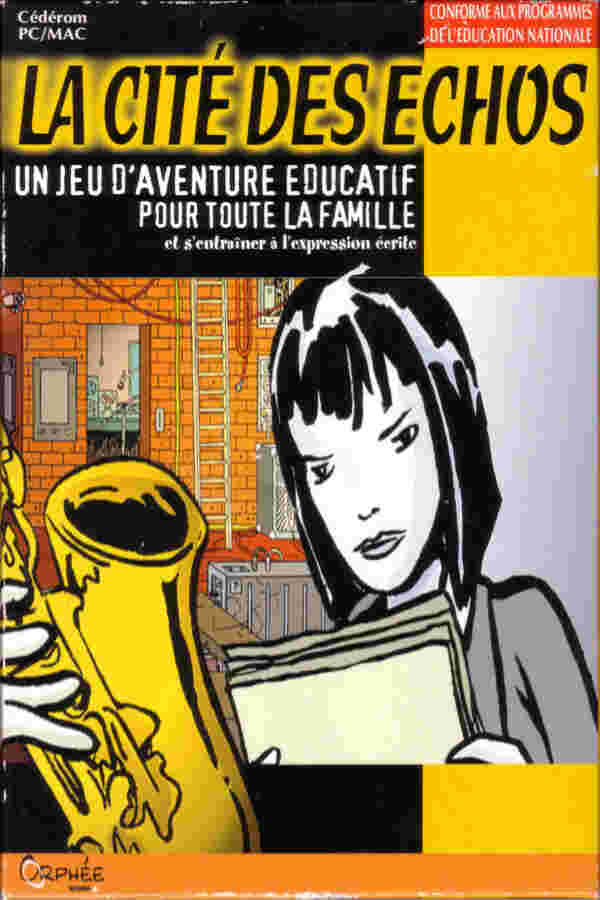 Cédérom
PC/MAC
CONFORME AUX PROGRAMMES
DE L'EDUCATION NATIONALE
LA CITÉ DES ECHOS
UN JEU D'AVENTURE EDUCATIF
POUR TOUTE LA FAMILLE
et s'entraîner à l'expression écrite
ORPHÉE